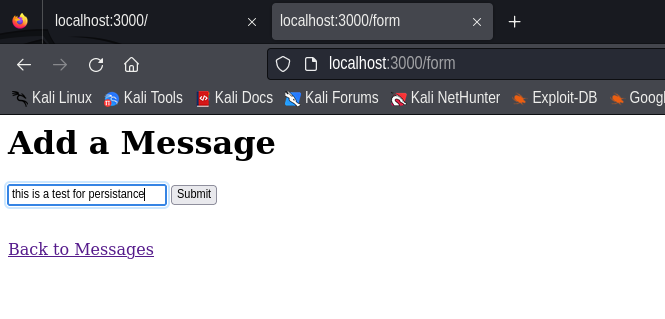 localhost:3000/
localhost:3000/form
localhost:3000/form
Kali Linux Kali Tools Kali Docs Kali Forums Kali NetHunter Exploit-DB Goog
Add a Message
this is a test for persistance Submit
Back to Messages